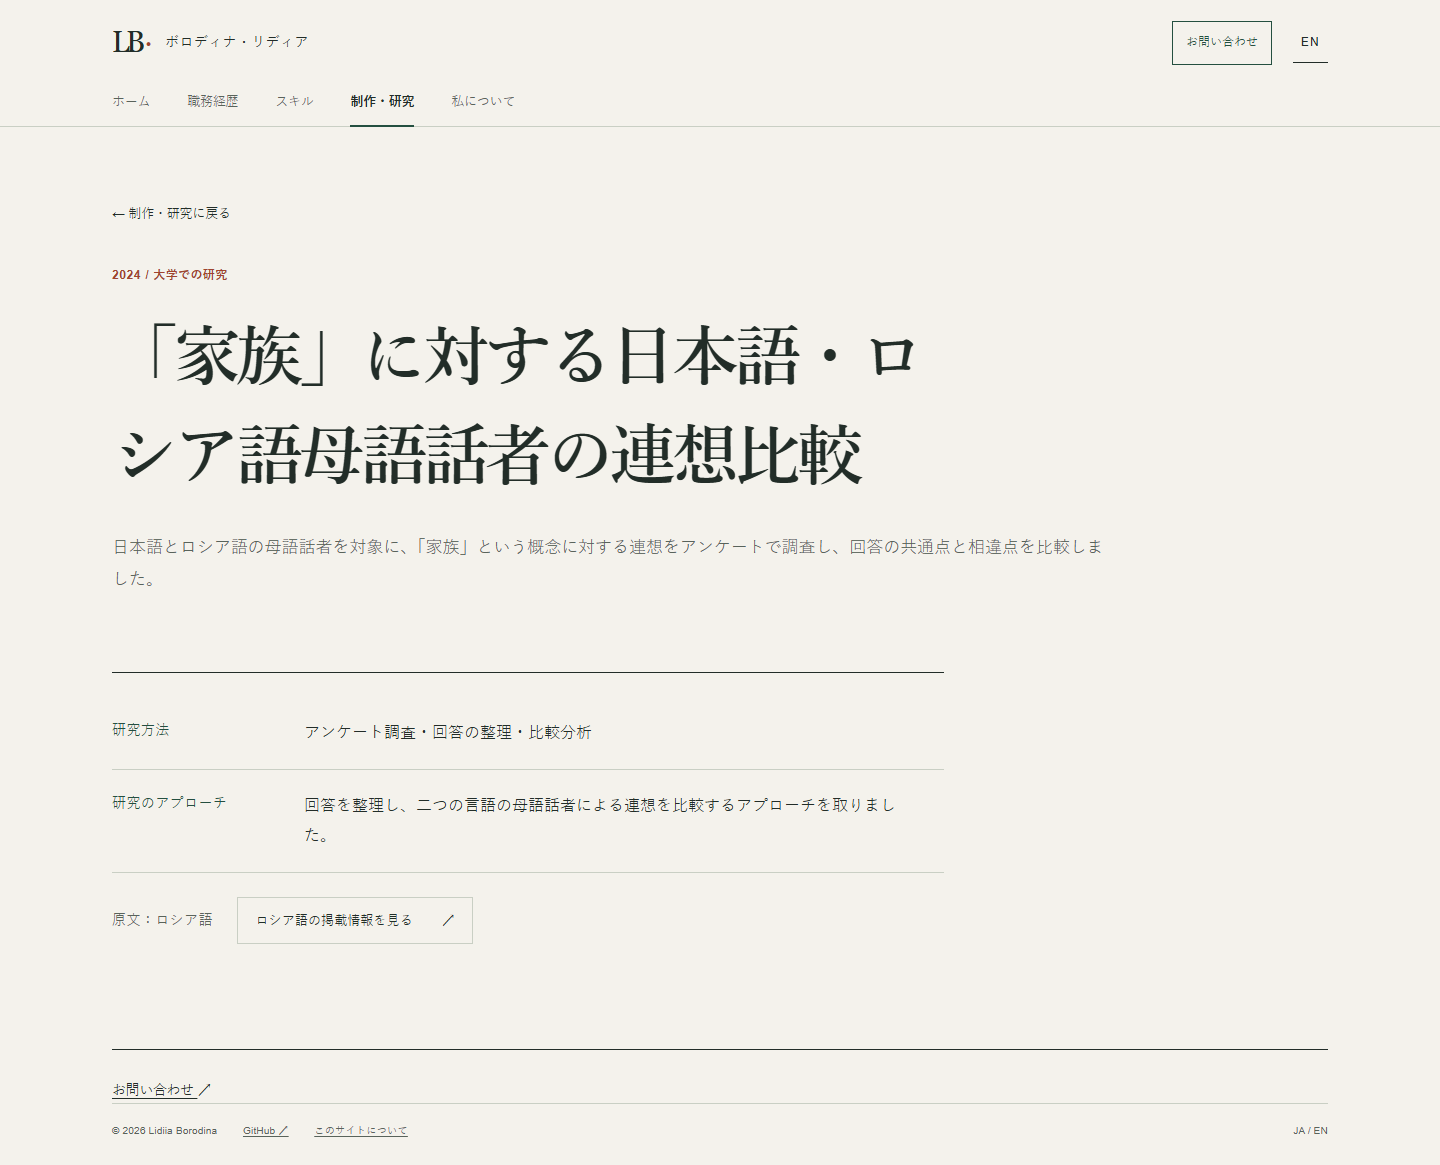 LB· ボロディナ・リディア
お問い合わせ
EN
ホーム 職務経歴 スキル 制作・研究 私について
← 制作・研究に戻る
2024 / 大学での研究
「家族」に対する日本語・ロ
シア語母語話者の連想比較
日本語とロシア語の母語話者を対象に、「家族」という概念に対する連想をアンケートで調査し、回答の共通点と相違点を比較しま
した。
研究方法 アンケート調査・回答の整理・比較分析
研究のアプローチ 回答を整理し、二つの言語の母語話者による連想を比較するアプローチを取りまし
た。
原文：ロシア語 ロシア語の掲載情報を見る ↗
お問い合わせ ↗
© 2026 Lidiia Borodina GitHub ↗ このサイトについて JA / EN